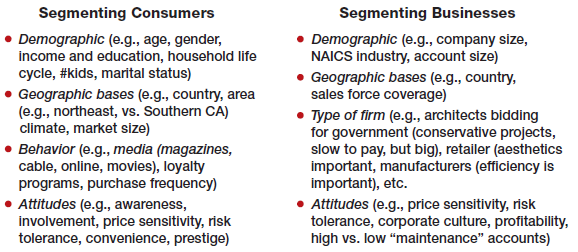 Segmenting Consumers
• Demographic (e.g., age, gender,
income and education, household life
cycle, #kids, marital status)
• Geographic bases (e.g., country, area
(e.g., northeast, vs. Southern CA)
climate, market size)
• Behavior (e.g., media (magazines,
cable, online, movies), loyalty
programs, purchase frequency)
• Attitudes (e.g., awareness,
involvement, price sensitivity, risk
tolerance, convenience, prestige)
Segmenting Businesses
• Demographic (e.g., company size,
NAICS industry, account size)
• Geographic bases (e.g., country,
sales force coverage)
• Type of firm (e.g., architects bidding
for government (conservative projects,
slow to pay, but big), retailer (aesthetics
important, manufacturers (efficiency is
important), etc.
• Attitudes (e.g., price sensitivity, risk
tolerance, corporate culture, profitability,
high vs. low “maintenance” accounts)